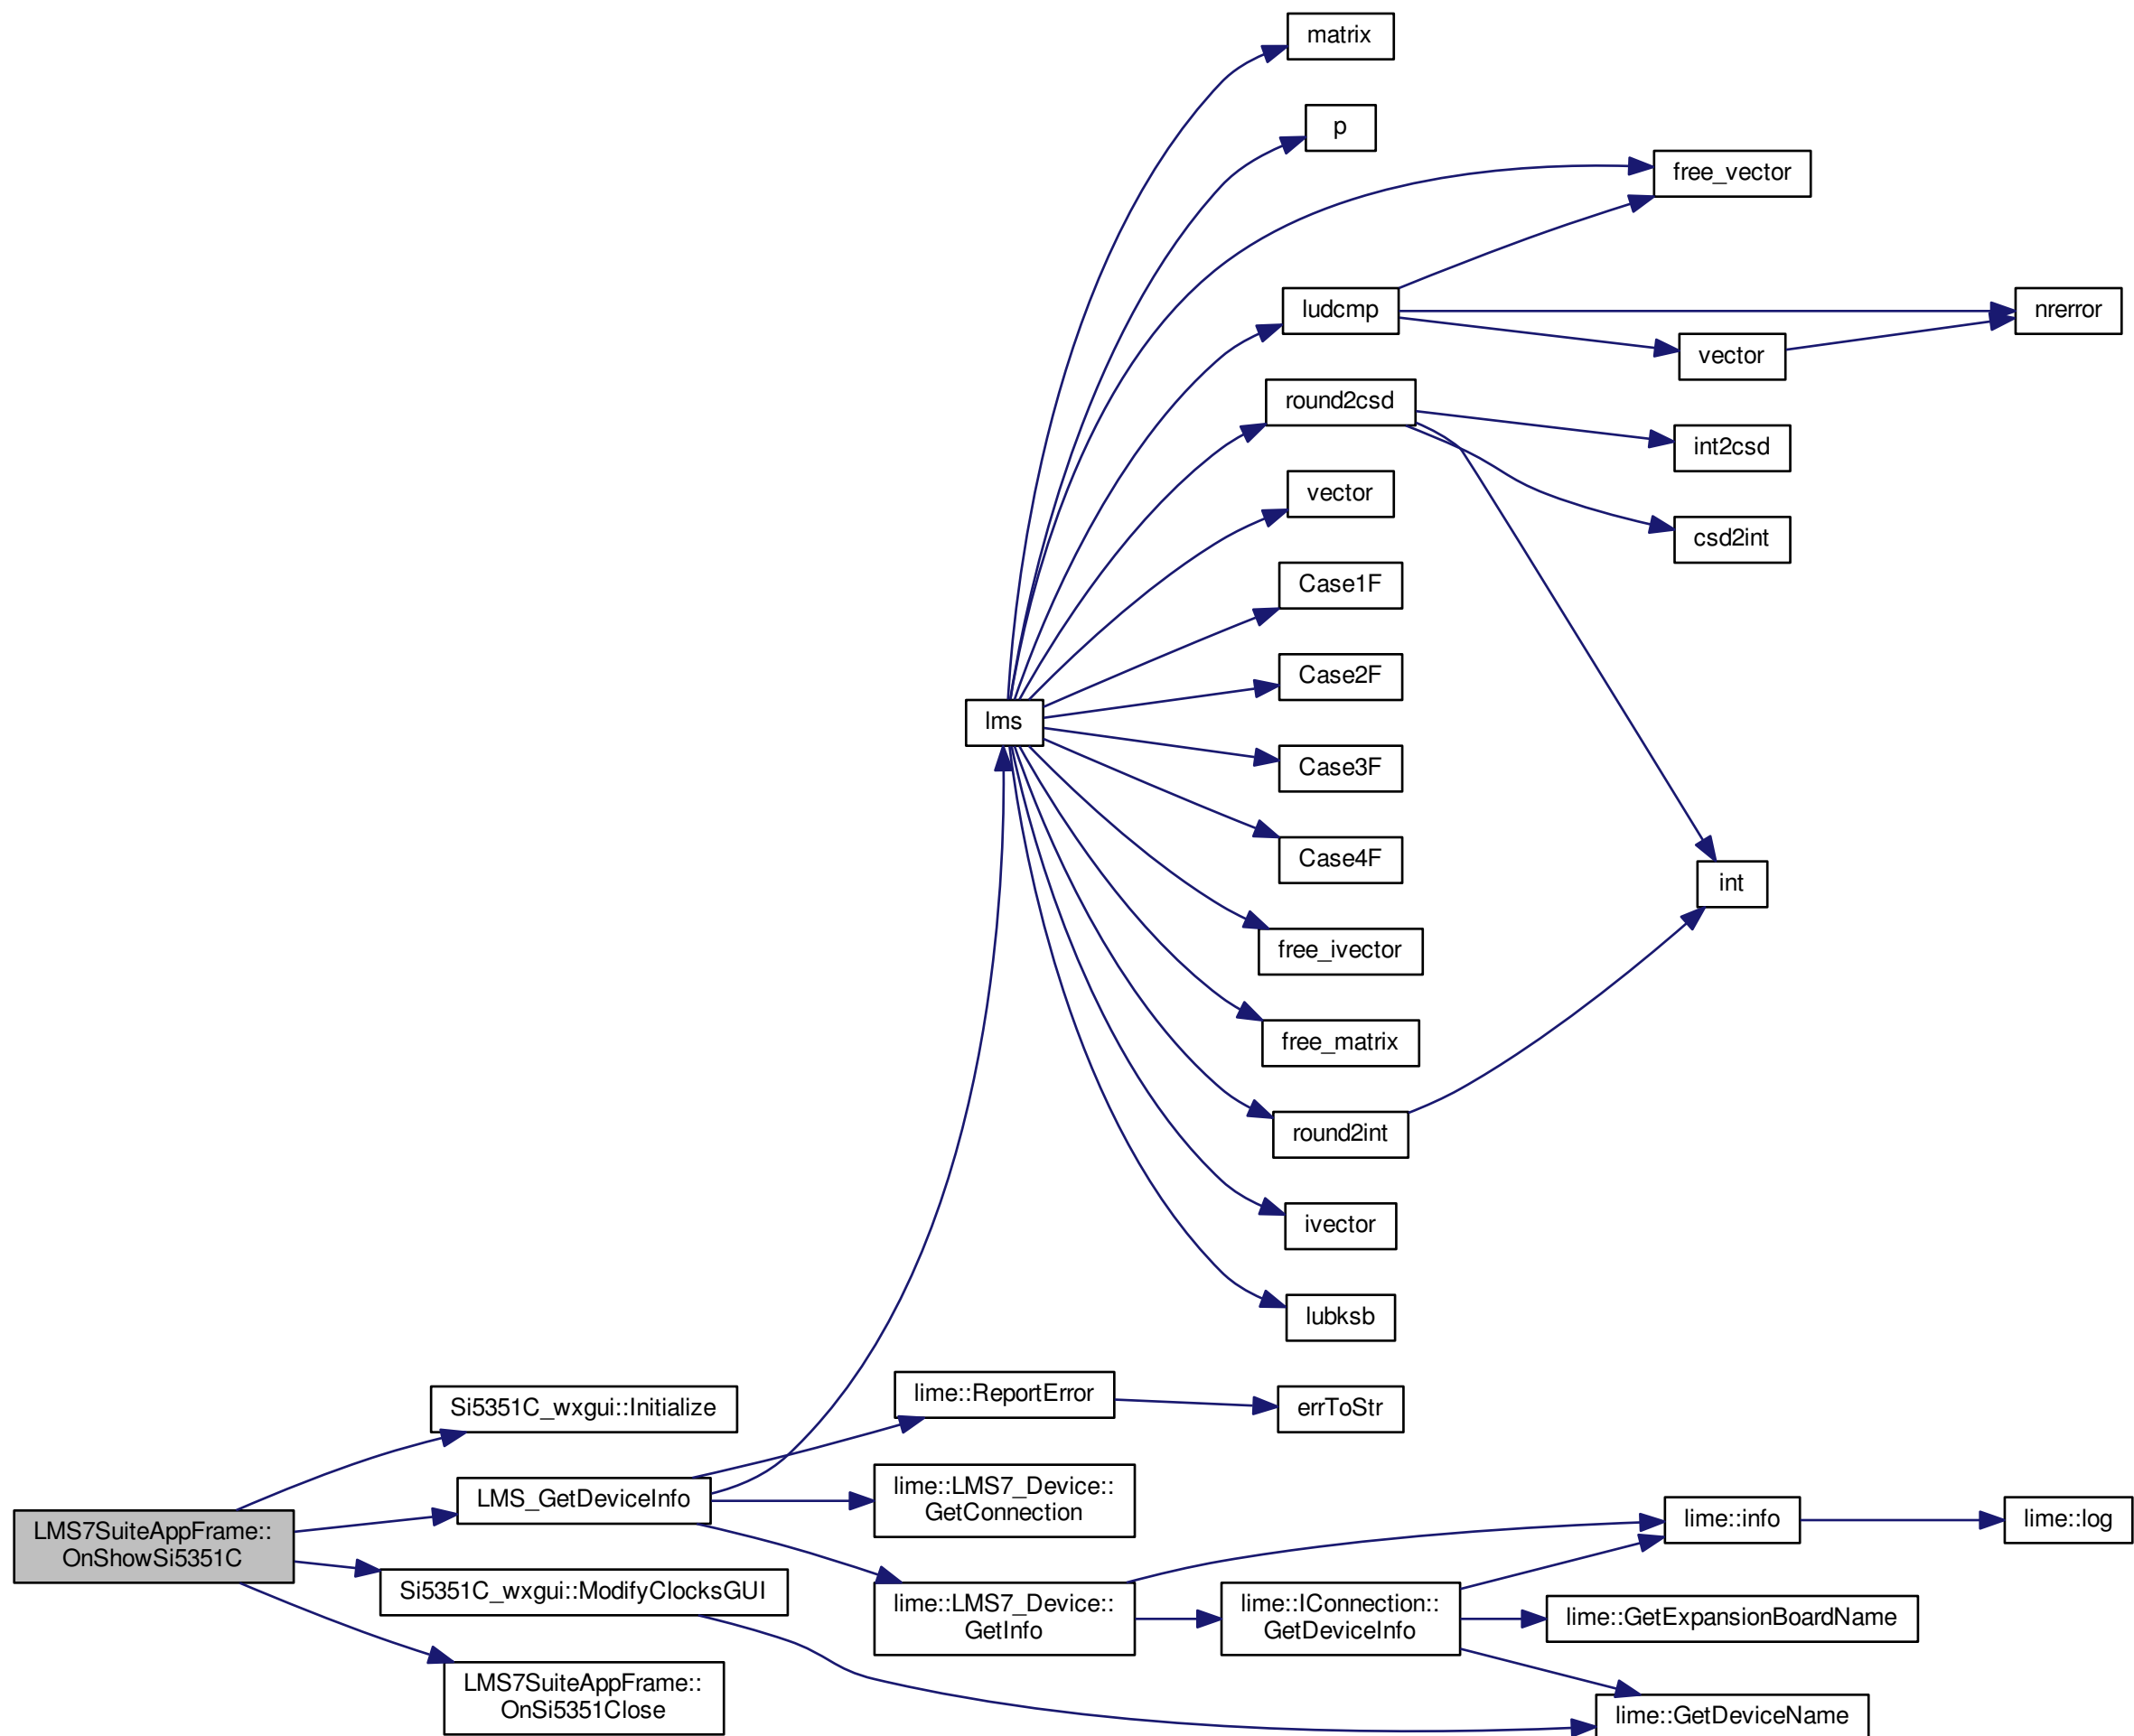 matrix
p
free_vector
ludcmp
nrerror
vector
round2csd
int2csd
vector
csd2int
Case1F
Case2F
lms
Case3F
Case4F
int
free_ivector
free_matrix
round2int
ivector
lubksb
Si5351C_wxgui::Initialize
lime::ReportError
errToStr
LMS_GetDeviceInfo
lime::LMS7_Device::
GetConnection
LMS7SuiteAppFrame::
OnShowSi5351C
lime::info
lime::log
Si5351C_wxgui::ModifyClocksGUI
lime::LMS7_Device::
GetInfo
lime::IConnection::
GetDeviceInfo
lime::GetExpansionBoardName
LMS7SuiteAppFrame::
OnSi5351Close
lime::GetDeviceName